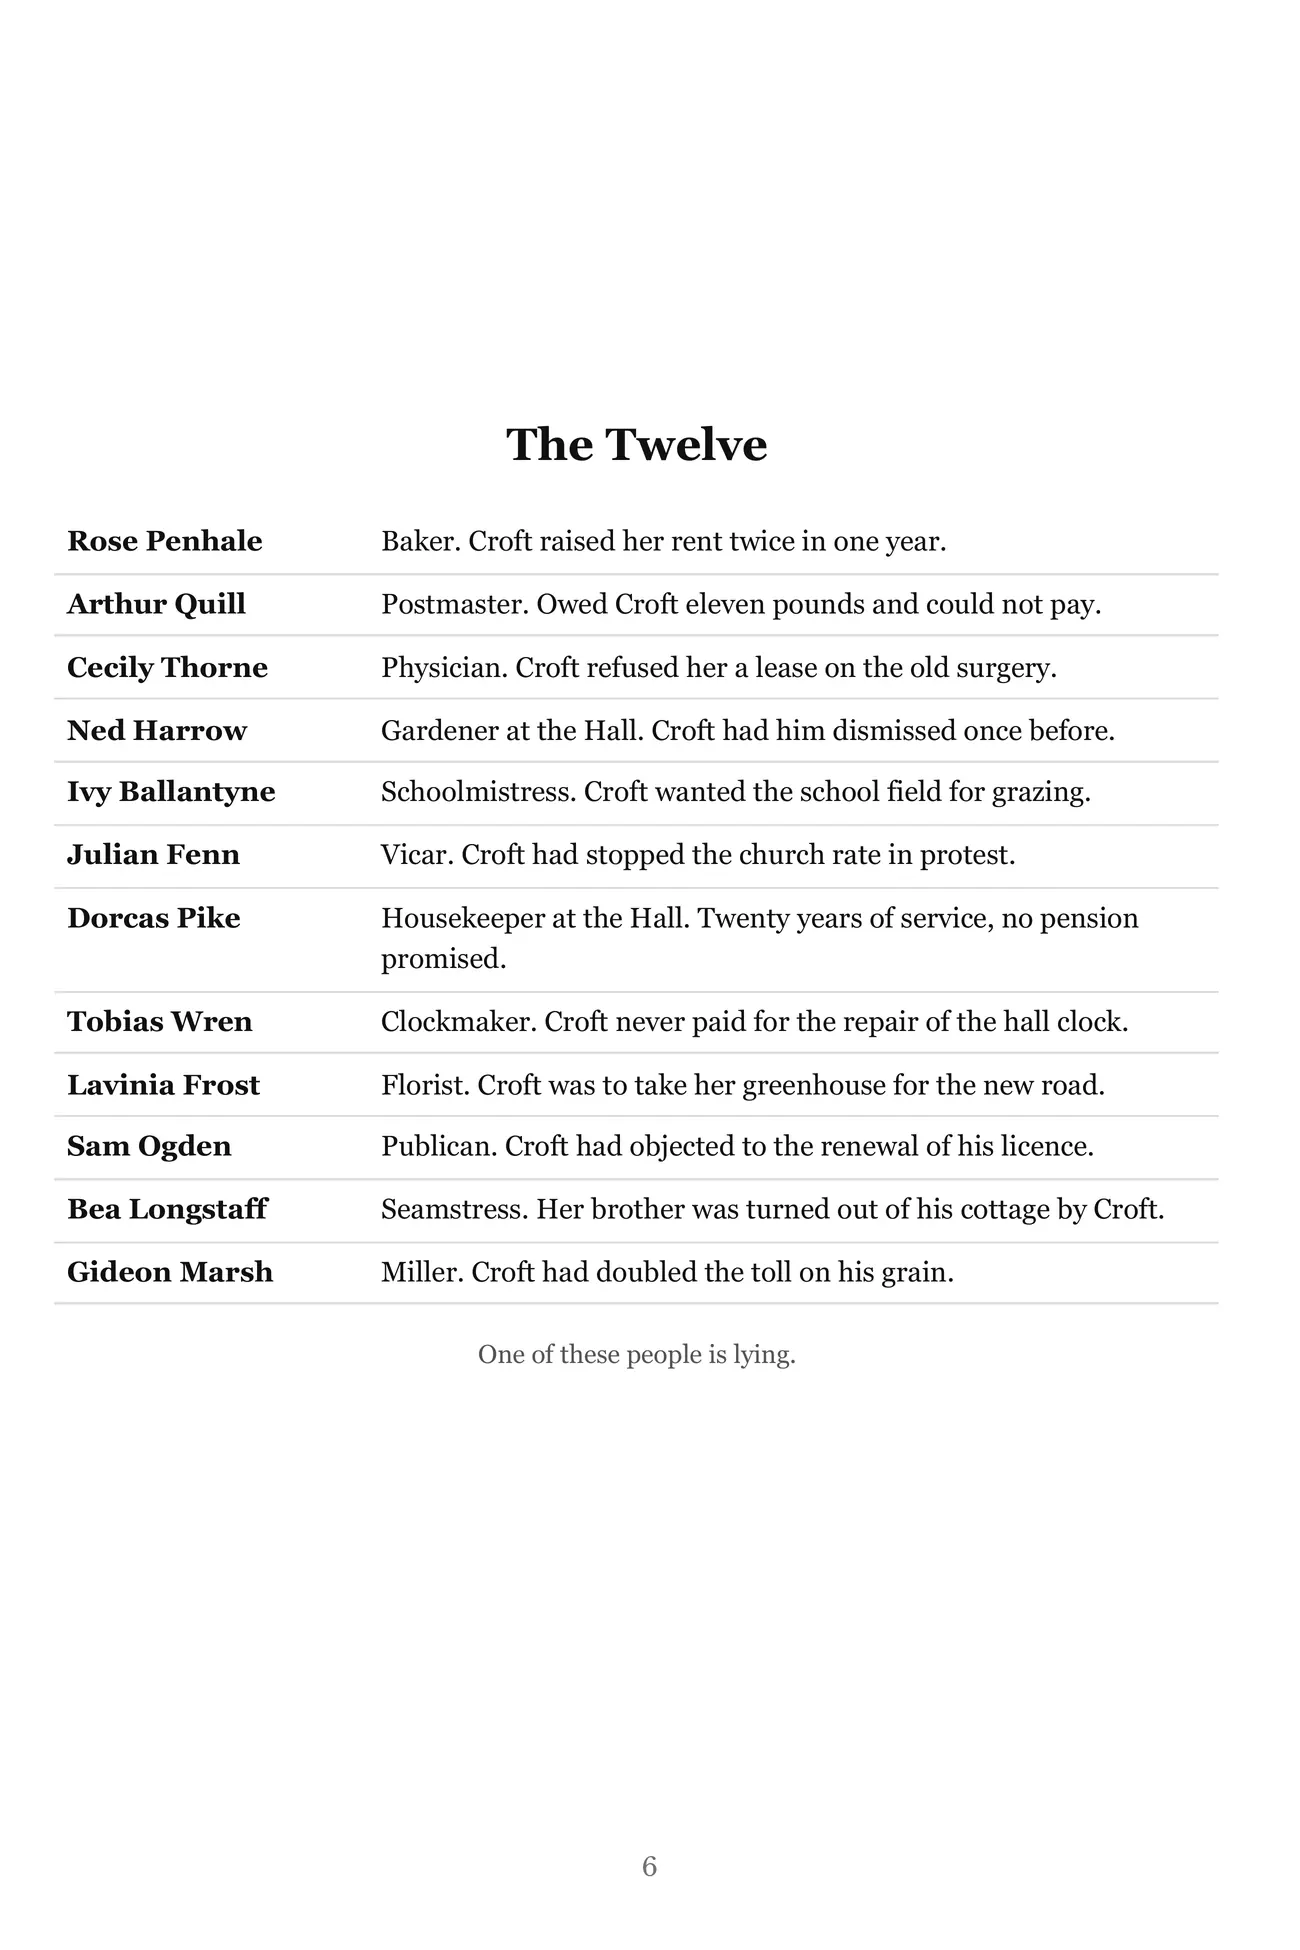 The Twelve
Rose Penhale Baker. Croft raised her rent twice in one year.
Arthur Quill Postmaster. Owed Croft eleven pounds and could not pay.
Cecily Thorne Physician. Croft refused her a lease on the old surgery.
Ned Harrow Gardener at the Hall. Croft had him dismissed once before.
Ivy Ballantyne Schoolmistress. Croft wanted the school field for grazing.
Julian Fenn Vicar. Croft had stopped the church rate in protest.
Dorcas Pike Housekeeper at the Hall. Twenty years of service, no pension
promised.
Tobias Wren Clockmaker. Croft never paid for the repair of the hall clock.
Lavinia Frost Florist. Croft was to take her greenhouse for the new road.
Sam Ogden Publican. Croft had objected to the renewal of his licence.
Bea Longstaff Seamstress. Her brother was turned out of his cottage by Croft.
Gideon Marsh Miller. Croft had doubled the toll on his grain.
One of these people is lying.
6